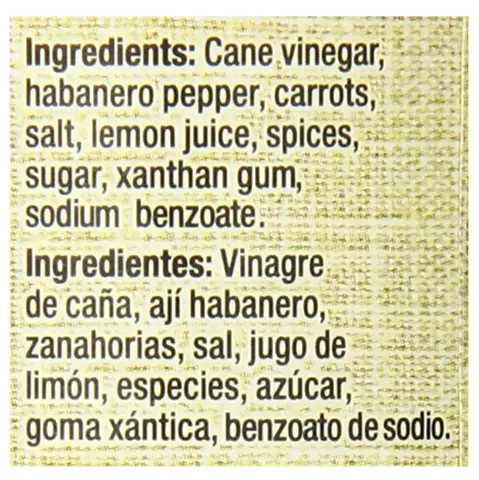 Ingredients: Cane vinegar,
habanero pepper, carrots,
salt, lemon juice, spices,
sugar, xanthan gum,
sodium benzoate.
Ingredientes: Vinagre
de caña, ají habanero,
zanahorias, sal, jugo de
limón, especies, azúcar,
goma xántica, benzoato de sodio.